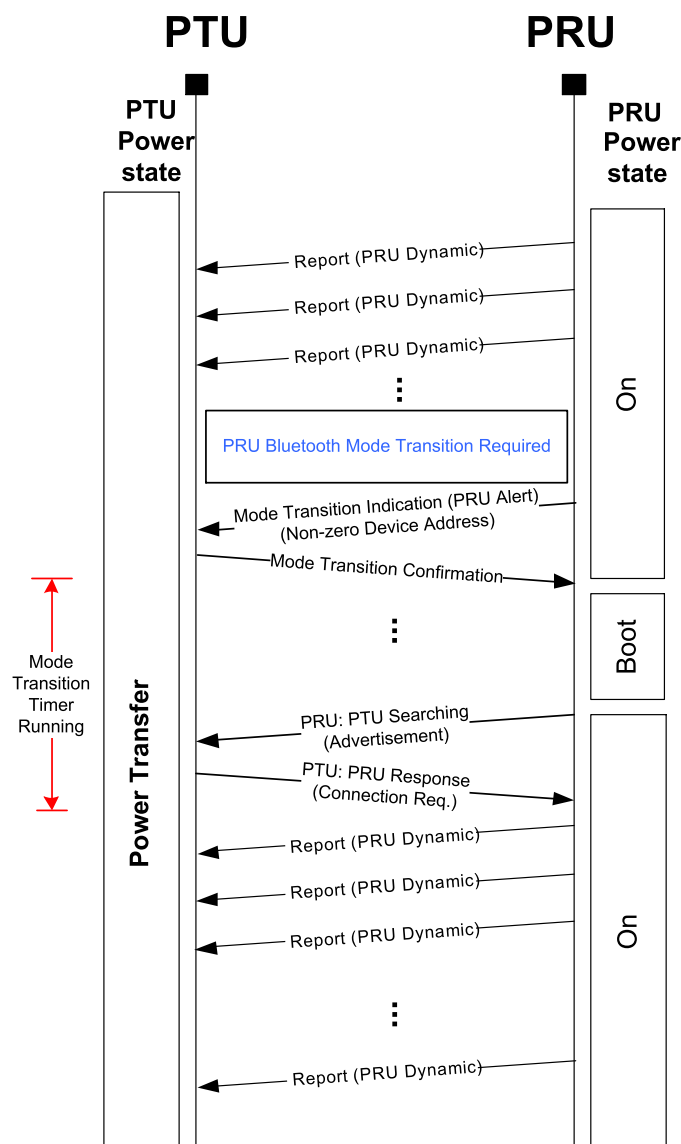 PTU
PRU
PTU
Power
state
PRU
Power
state
Report (PRU Dynamic)
Report (PRU Dynamic)
Report (PRU Dynamic)
...
On
PRU Bluetooth Mode Transition Required
Mode Transition Indication (PRU Alert)
(Non-zero Device Address)
Mode Transition Confirmation
...
Boot
Mode
Transition
Timer
Running
Power Transfer
PRU: PTU Searching
(Advertisement)
PTU: PRU Response
(Connection Req.)
Report (PRU Dynamic)
Report (PRU Dynamic)
Report (PRU Dynamic)
On
...
Report (PRU Dynamic)